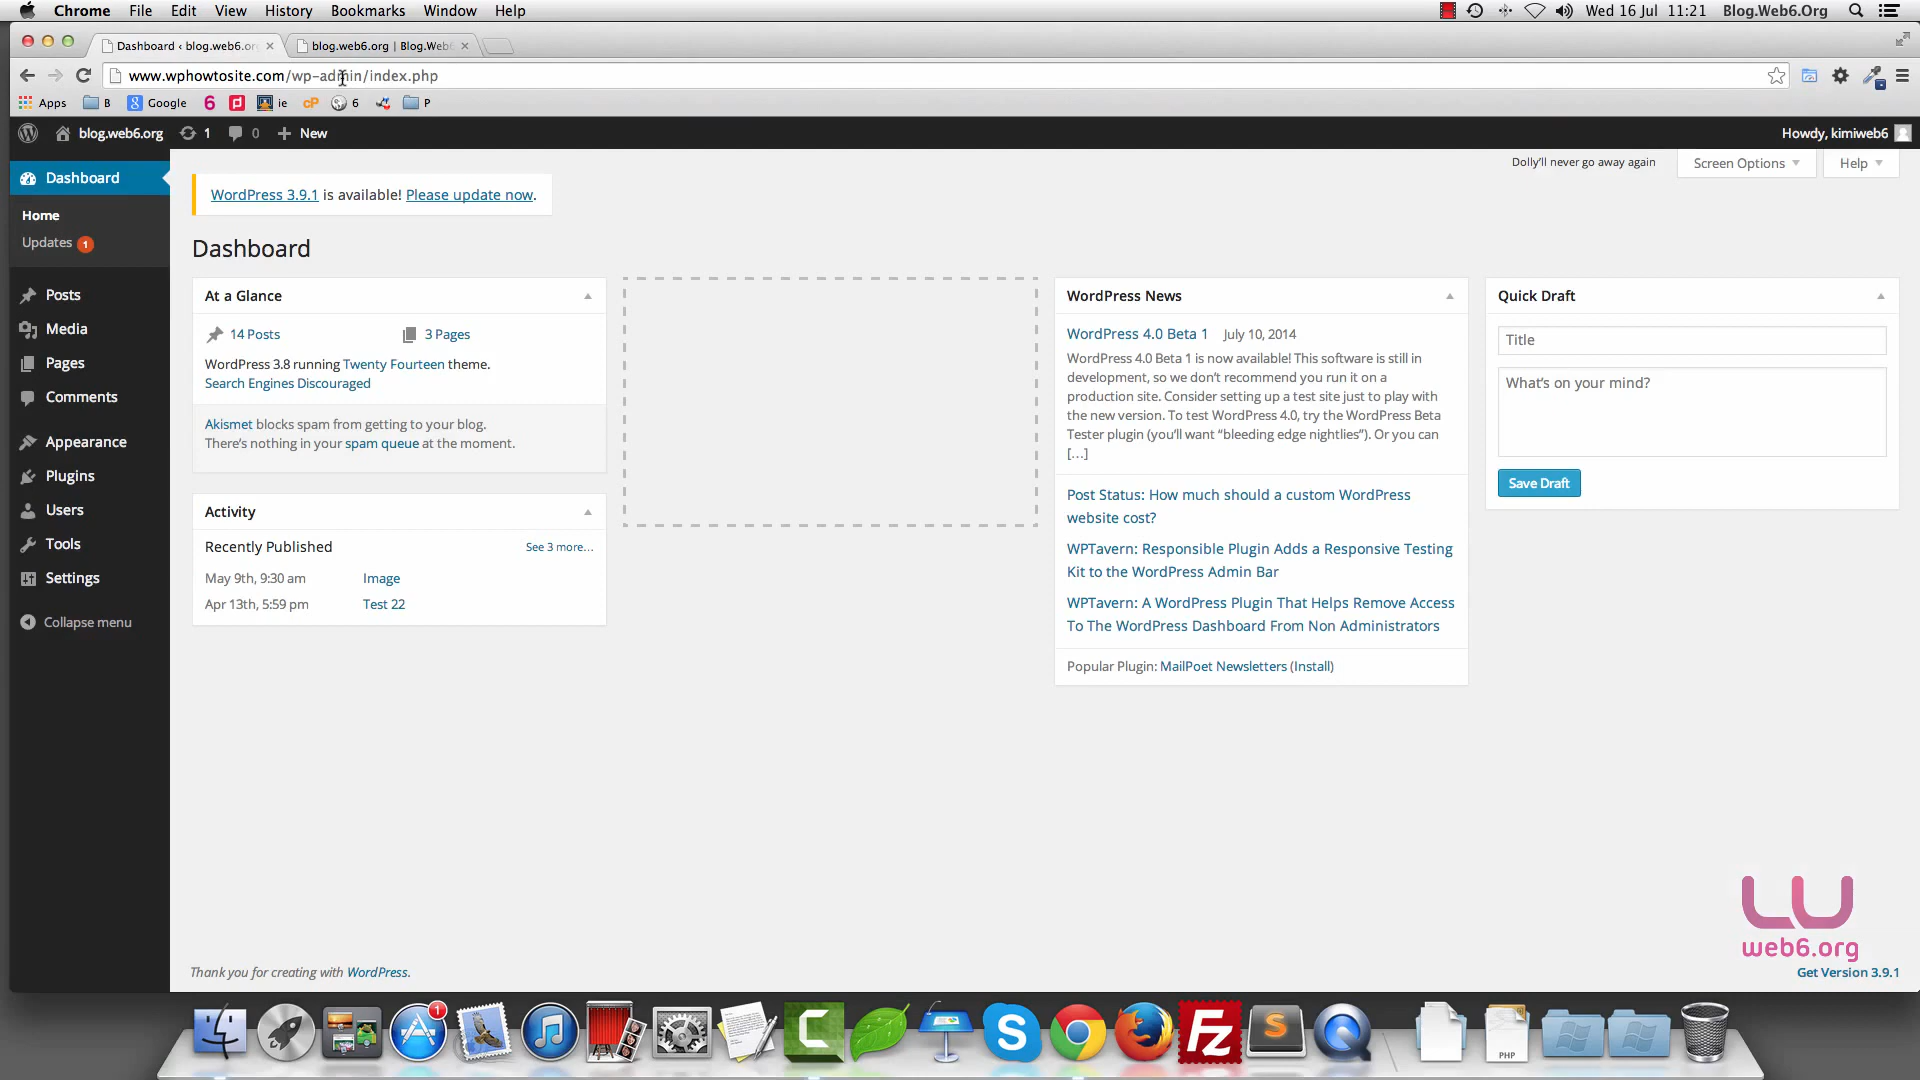 Chrome File Edit View History Bookmarks Window Help
Wed 16 Jul 11:21 Blog.Web6.Org
Dashboard ‹ blog.web6.or
blog.web6.org | Blog.Web6
www.wphowtosite.com/wp-admin/index.php
Apps B Google 6 ie cP 6 P
blog.web6.org 1 0 + New
Howdy, kimiweb6
Dolly'll never go away again
Screen Options
Help
Dashboard
Home
Updates 1
Posts
Media
Pages
Comments
Appearance
Plugins
Users
Tools
Settings
Collapse menu
WordPress 3.9.1 is available! Please update now.
Dashboard
At a Glance
14 Posts
3 Pages
WordPress 3.8 running Twenty Fourteen theme.
Search Engines Discouraged
Akismet blocks spam from getting to your blog.
There's nothing in your spam queue at the moment.
Activity
Recently Published
See 3 more...
May 9th, 9:30 am Image
Apr 13th, 5:59 pm Test 22
WordPress News
WordPress 4.0 Beta 1 July 10, 2014
WordPress 4.0 Beta 1 is now available! This software is still in
development, so we don't recommend you run it on a
production site. Consider setting up a test site just to play with
the new version. To test WordPress 4.0, try the WordPress Beta
Tester plugin (you'll want “bleeding edge nightlies”). Or you can
[...]
Post Status: How much should a custom WordPress
website cost?
WPTavern: Responsible Plugin Adds a Responsive Testing
Kit to the WordPress Admin Bar
WPTavern: A WordPress Plugin That Helps Remove Access
To The WordPress Dashboard From Non Administrators
Popular Plugin: MailPoet Newsletters (Install)
Quick Draft
Title
What's on your mind?
Save Draft
web6.org
Thank you for creating with WordPress.
Get Version 3.9.1
1
C
S
Fz
S
PHP